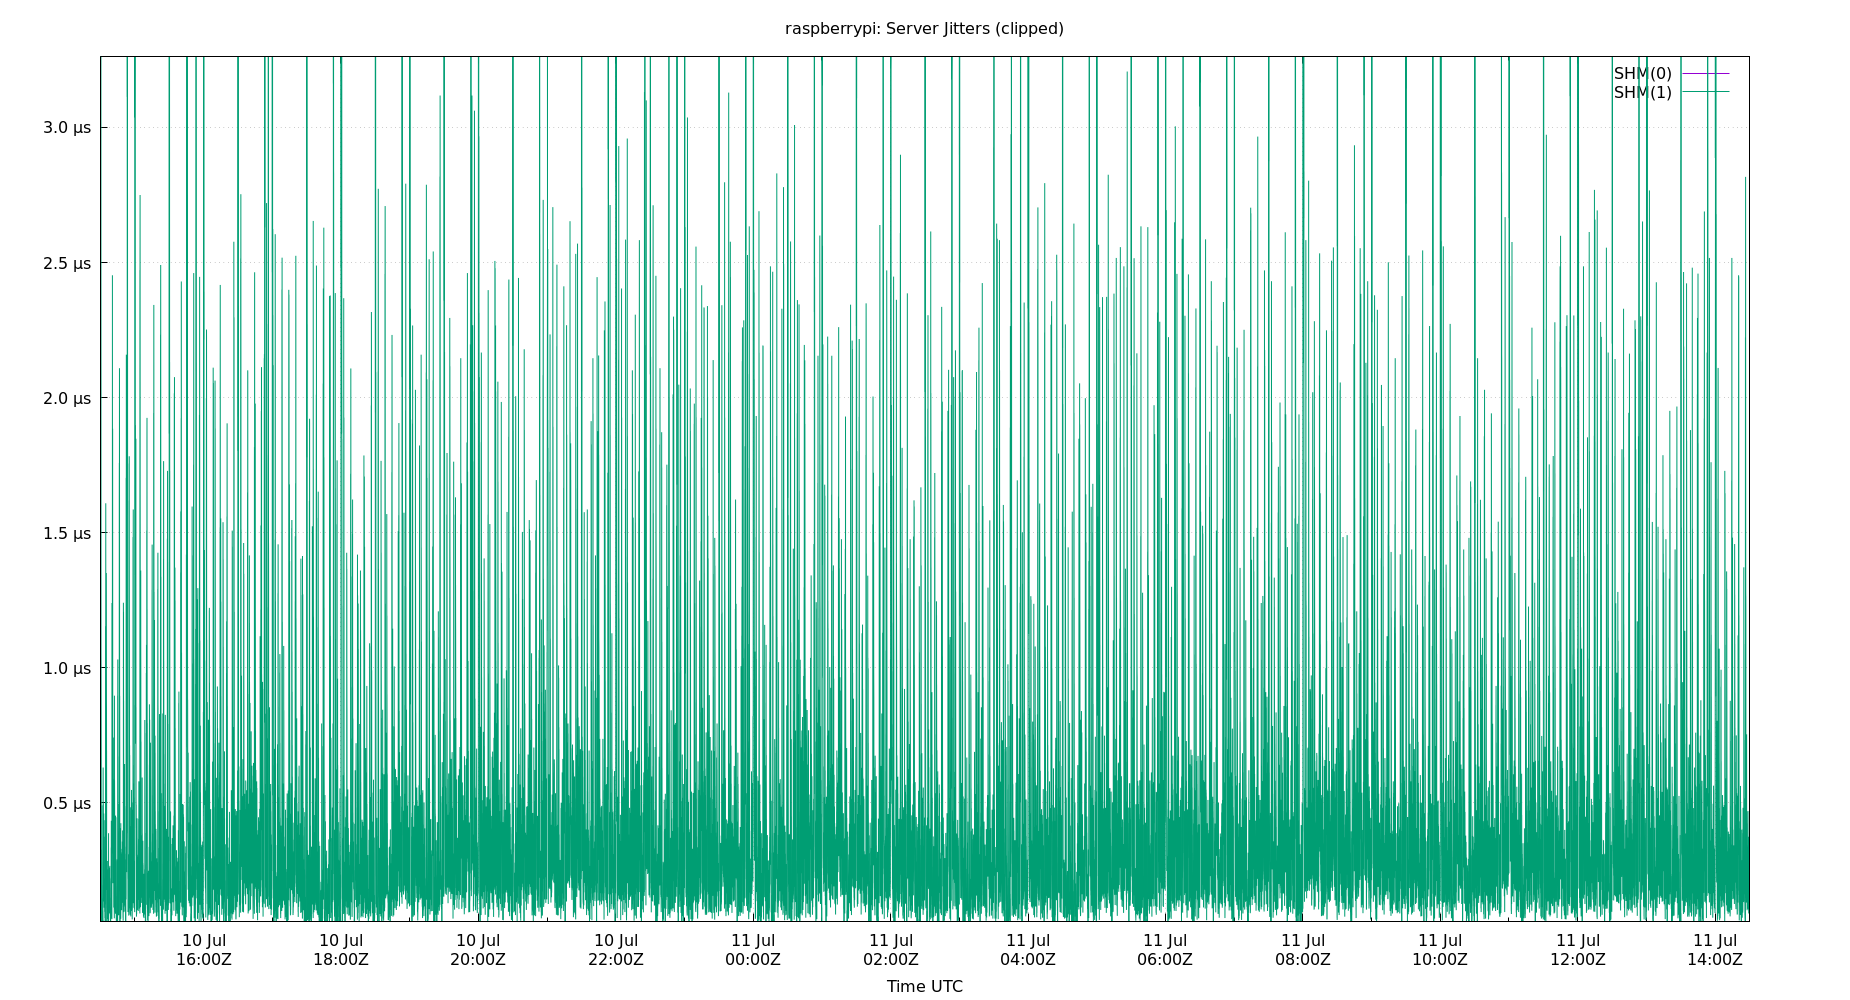 raspberrypi: Server Jitters (clipped)
SHM(0)
SHM(1)
3.0 µs
2.5 µs
2.0 µs
1.5 µs
1.0 µs
0.5 µs
10 Jul 10 Jul 10 Jul 10 Jul 11 Jul 11 Jul 11 Jul 11 Jul 11 Jul 11 Jul 11 Jul 11 Jul
16:00Z 18:00Z 20:00Z 22:00Z 00:00Z 02:00Z 04:00Z 06:00Z 08:00Z 10:00Z 12:00Z 14:00Z
Time UTC